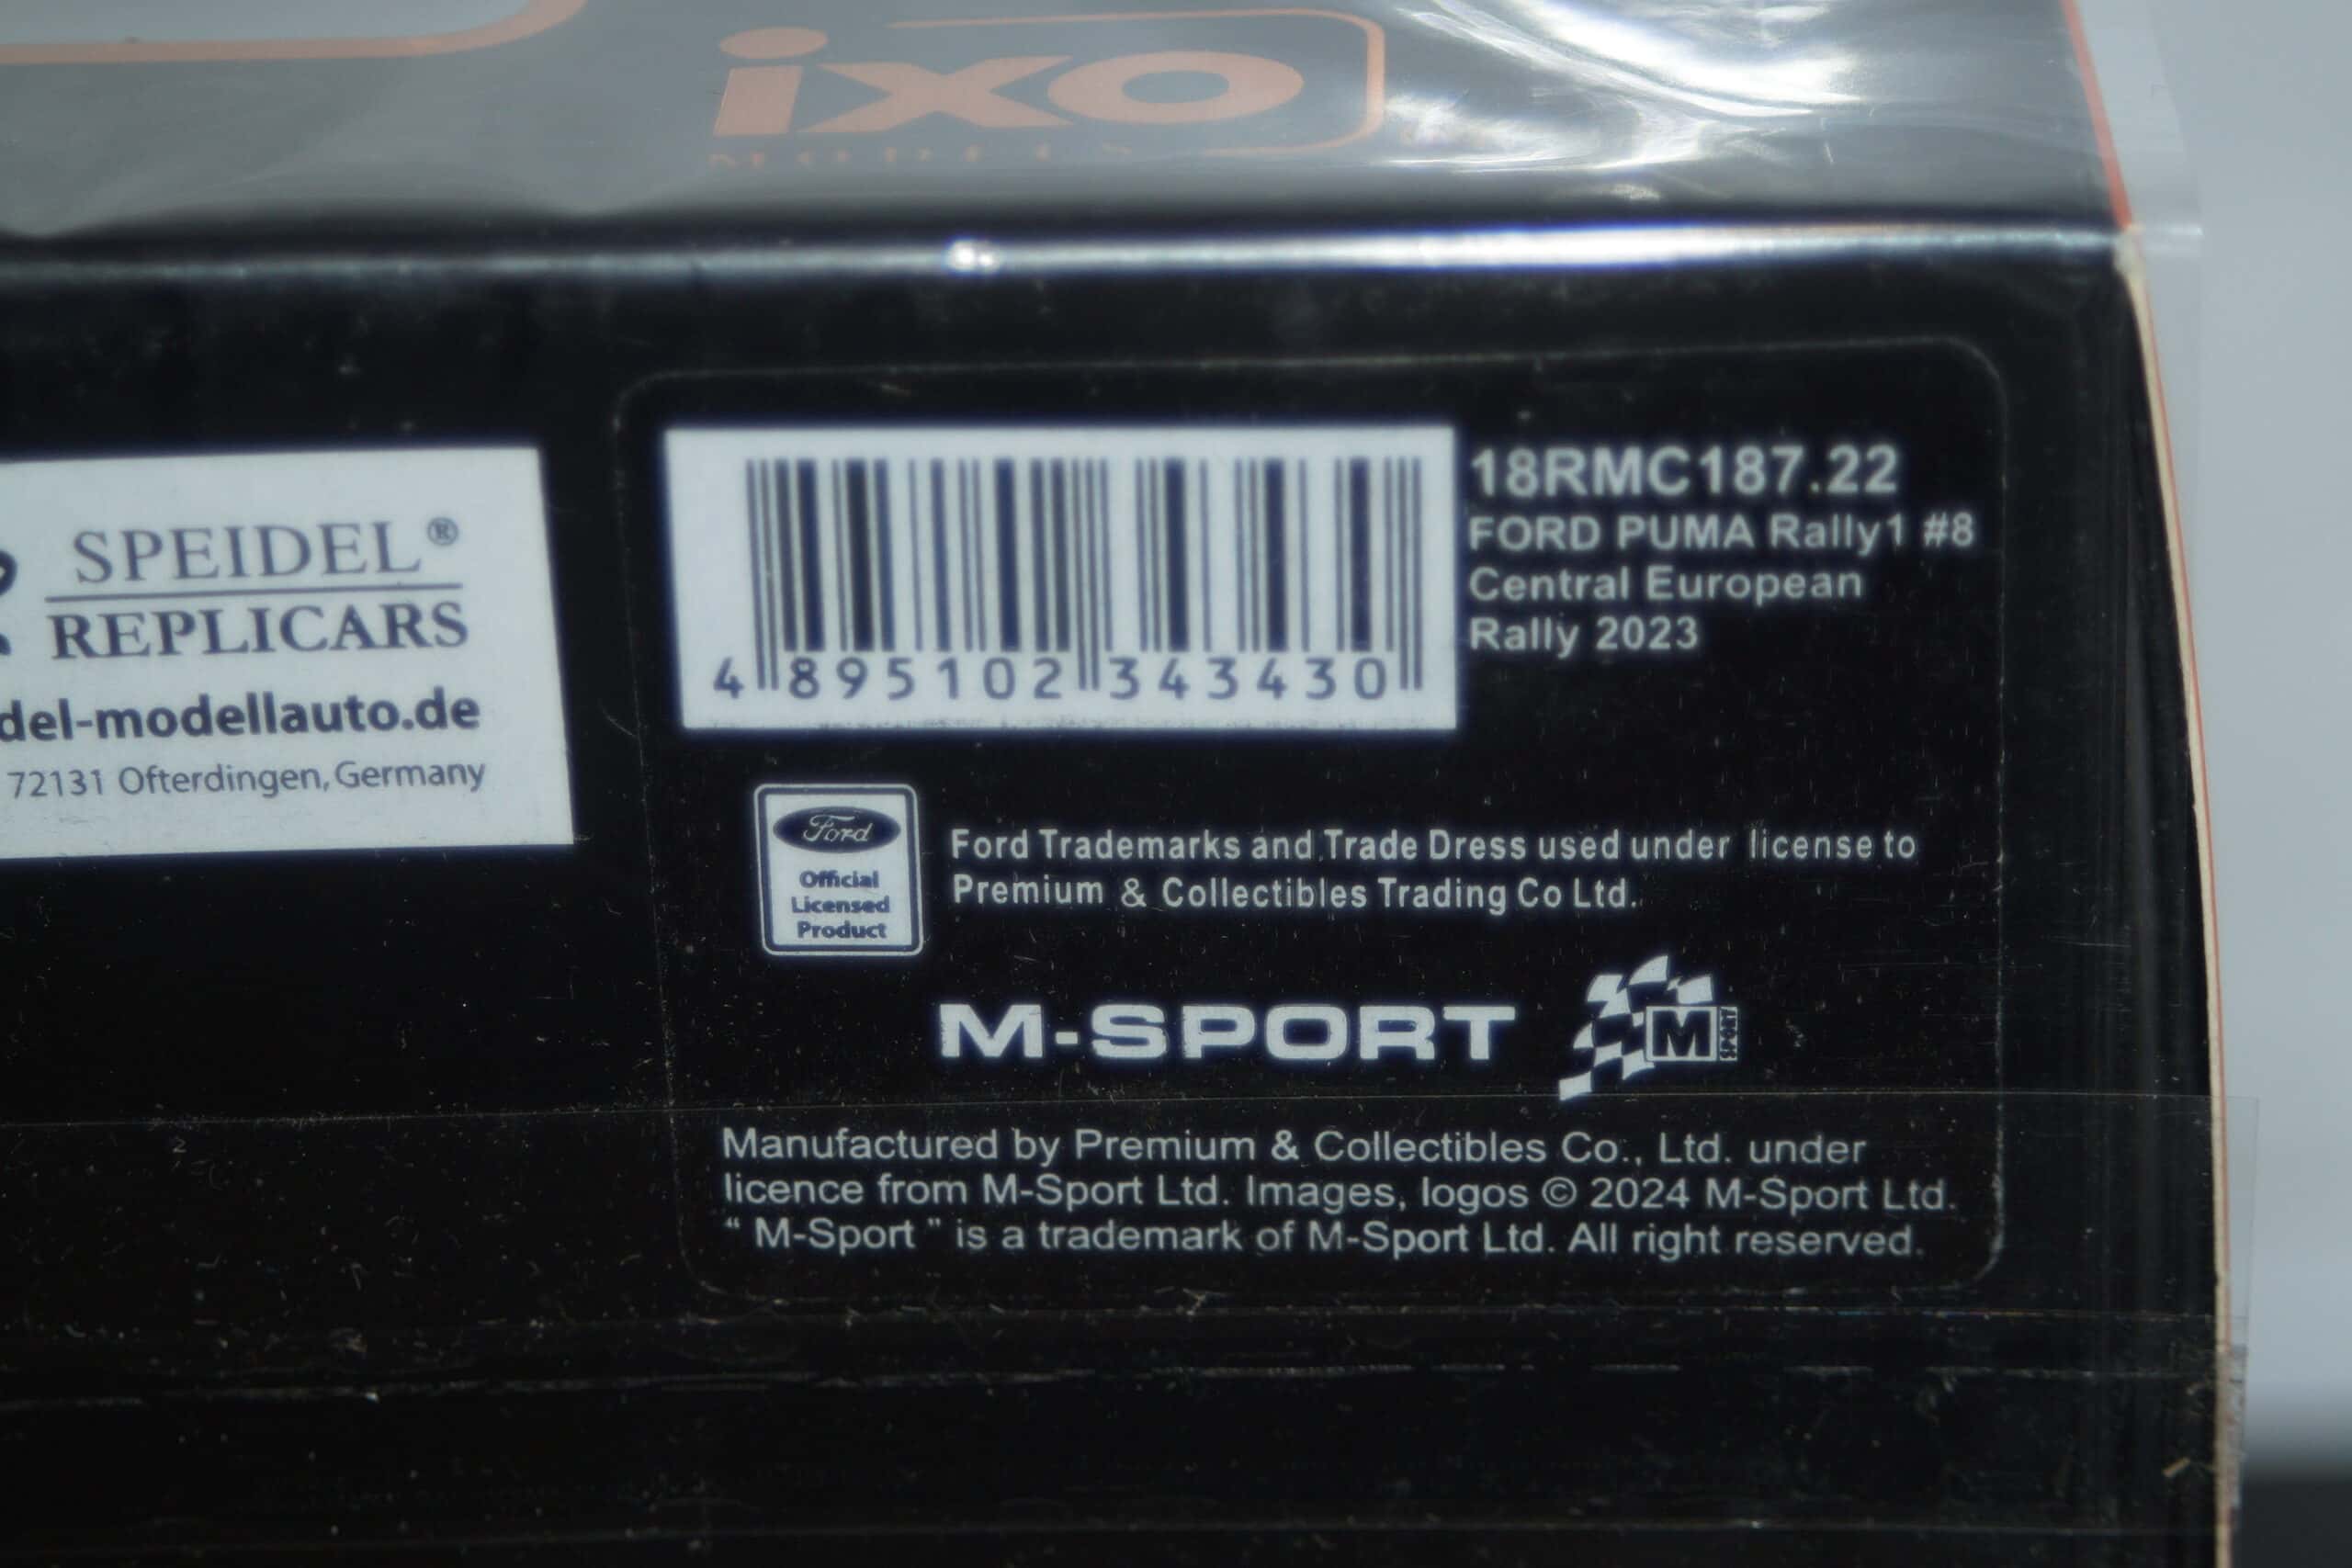 ixo
MODELS
SPEIDEL®
REPLICARS
del-modellauto.de
72131 Ofterdingen, Germany
4 895102 343430
18RMC187.22
FORD PUMA Rally1 #8
Central European
Rally 2023
Ford
Official
Licensed
Product
Ford Trademarks and Trade Dress used under license to
Premium & Collectibles Trading Co Ltd.
M-SPORT
M
SPORT
Manufactured by Premium & Collectibles Co., Ltd. under
licence from M-Sport Ltd. Images, logos © 2024 M-Sport Ltd.
“ M-Sport ” is a trademark of M-Sport Ltd. All right reserved.